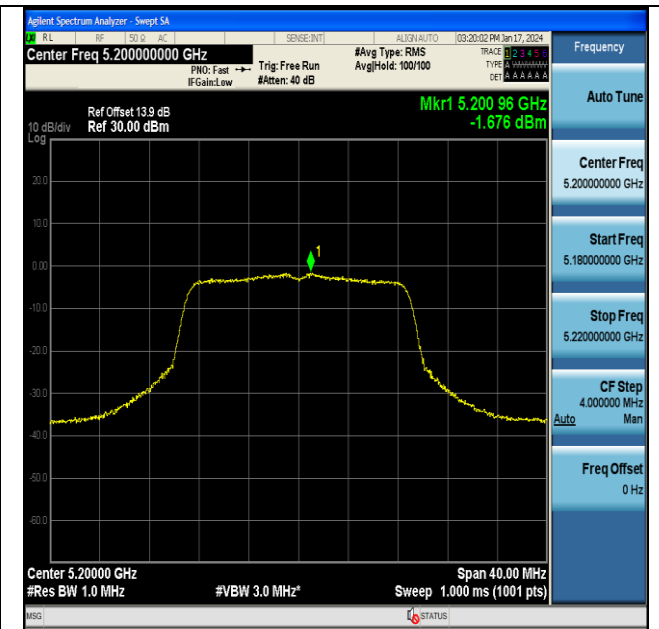 Agilent Spectrum Analyzer - Swept SA
RL RF 50 Ω AC SENSE:INT ALIGN AUTO 03:20:02 PM Jan 17, 2024
Center Freq 5.200000000 GHz
PNO: Fast
IFGain:Low
Trig: Free Run
#Atten: 40 dB
#Avg Type: RMS
Avg|Hold: 100/100
TRACE 1 2 3 4 5 6
TYPE A WWWWW
DET A A A A A A
Ref Offset 13.9 dB
10 dB/div Ref 30.00 dBm
Log
Mkr1 5.200 96 GHz
-1.676 dBm
20.0
10.0
0.00
-10.0
-20.0
-30.0
-40.0
-50.0
-60.0
1
Center 5.20000 GHz
Span 40.00 MHz
#Res BW 1.0 MHz
#VBW 3.0 MHz*
Sweep 1.000 ms (1001 pts)
MSG
STATUS
Frequency
Auto Tune
Center Freq
5.200000000 GHz
Start Freq
5.180000000 GHz
Stop Freq
5.220000000 GHz
CF Step
4.000000 MHz
Auto Man
Freq Offset
0 Hz